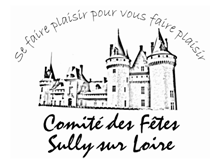 Se faire plaisir pour vous faire plaisir
Comité des Fêtes
Sully sur Loire